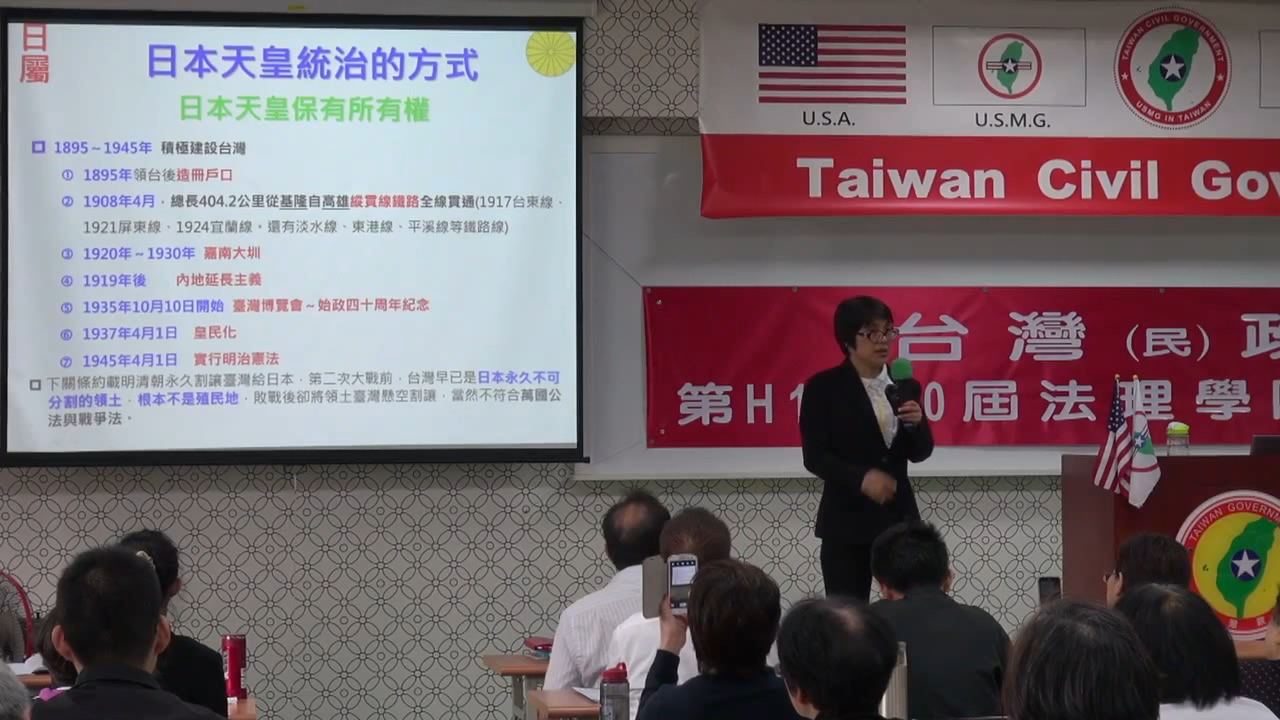 日屬
日本天皇統治的方式
日本天皇保有所有權
1895～1945年 積極建設台灣
① 1895年領台後造冊戶口
② 1908年4月，總長404.2公里從基隆自高雄縱貫線鐵路全線貫通(1917台東線、
1921屏東線、1924宜蘭線。還有淡水線、東港線、平溪線等鐵路線)
③ 1920年～1930年 嘉南大圳
④ 1919年後 內地延長主義
⑤ 1935年10月10日開始 臺灣博覽會～始政四十周年紀念
⑥ 1937年4月1日 皇民化
⑦ 1945年4月1日 實行明治憲法
下關條約載明清朝永久割讓臺灣給日本，第二次大戰前，台灣早已是日本永久不可
分割的領土，根本不是殖民地，敗戰後卻將領土臺灣懸空割讓，當然不符合萬國公
法與戰爭法。
U.S.A.
U.S.M.G.
TAIWAN CIVIL GOVERNMENT
USMG IN TAIWAN
Taiwan Civil Gov
台灣(民)政
第H1 0屆法理學
TAIWAN GOVERNMENT